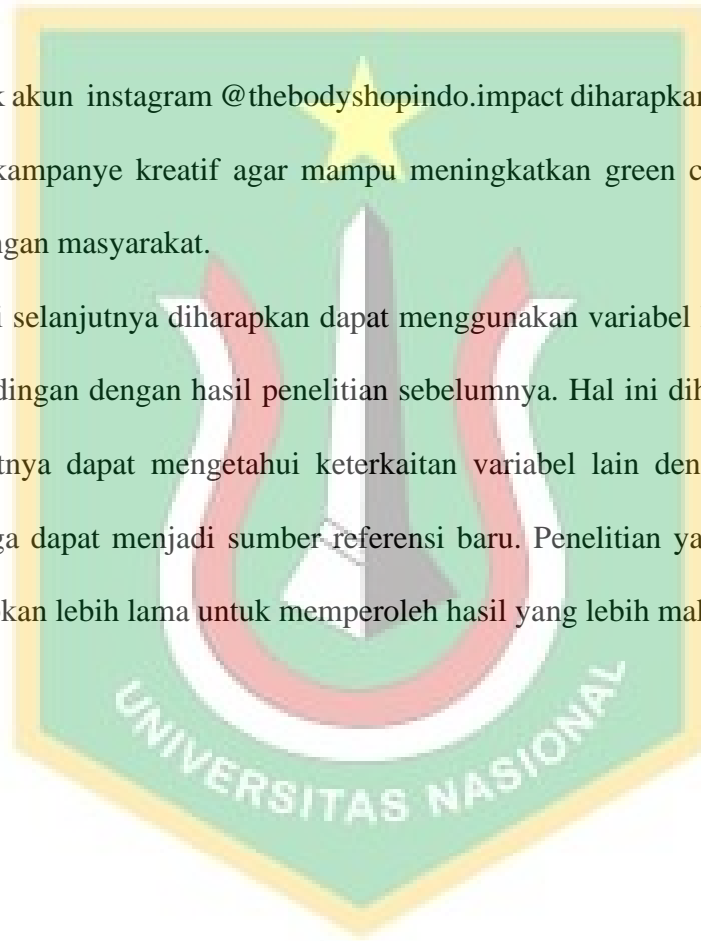 akun instagram @thebodyshopindo.impact diharapkan
kampanye kreatif agar mampu meningkatkan green c
ngan masyarakat.
i selanjutnya diharapkan dapat menggunakan variabel
dingan dengan hasil penelitian sebelumnya. Hal ini dih
tnya dapat mengetahui keterkaitan variabel lain den
ga dapat menjadi sumber referensi baru. Penelitian ya
kan lebih lama untuk memperoleh hasil yang lebih mak
UNIVERSITAS NASIONAL